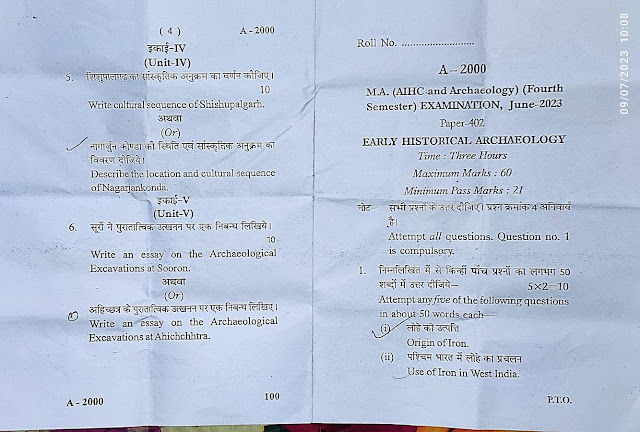 ( 4 ) A - 2000
इकाई-IV
(Unit-IV)
5. शिशुपालगढ़ का सांस्कृतिक अनुक्रम का वर्णन कीजिए।
10
Write cultural sequence of Shishupalgarh.
अथवा
(Or)
नागार्जुन कोण्डा की स्थिति एवं सांस्कृतिक अनुक्रम का
विवरण दीजिये।
Describe the location and cultural sequence
of Nagarjankonda.
इकाई-V
(Unit-V)
6. सूरों ने पुरातात्विक उत्खनन पर एक निबन्ध लिखिये।
10
Write an essay on the Archaeological
Excavations at Sooron.
अथवा
(Or)
अहिच्छत्र के पुरातात्विक उत्खनन पर एक निबन्ध लिखिए।
Write an essay on the Archaeological
Excavations at Ahichchhtra.
A - 2000 100
Roll No. ..........................
A – 2000
M.A. (AIHC and Archaeology) (Fourth
Semester) EXAMINATION, June-2023
Paper-402
EARLY HISTORICAL ARCHAEOLOGY
Time : Three Hours
Maximum Marks : 60
Minimum Pass Marks : 21
नोट- सभी प्रश्नों के उत्तर दीजिए। प्रश्न क्रमांक 4 अनिवार्य
है।
Attempt all questions. Question no. 1
is compulsory.
1. निम्नलिखित में से किन्हीं पाँच प्रश्नों का लगभग 50
शब्दों में उत्तर दीजिये— 5×2=10
Attempt any five of the following questions
in about 50 words each—
(i) लोहे की उत्पत्ति
Origin of Iron.
(ii) पश्चिम भारत में लोहे का प्रचलन
Use of Iron in West India.
P.T.O.
09/07/2023 10:08